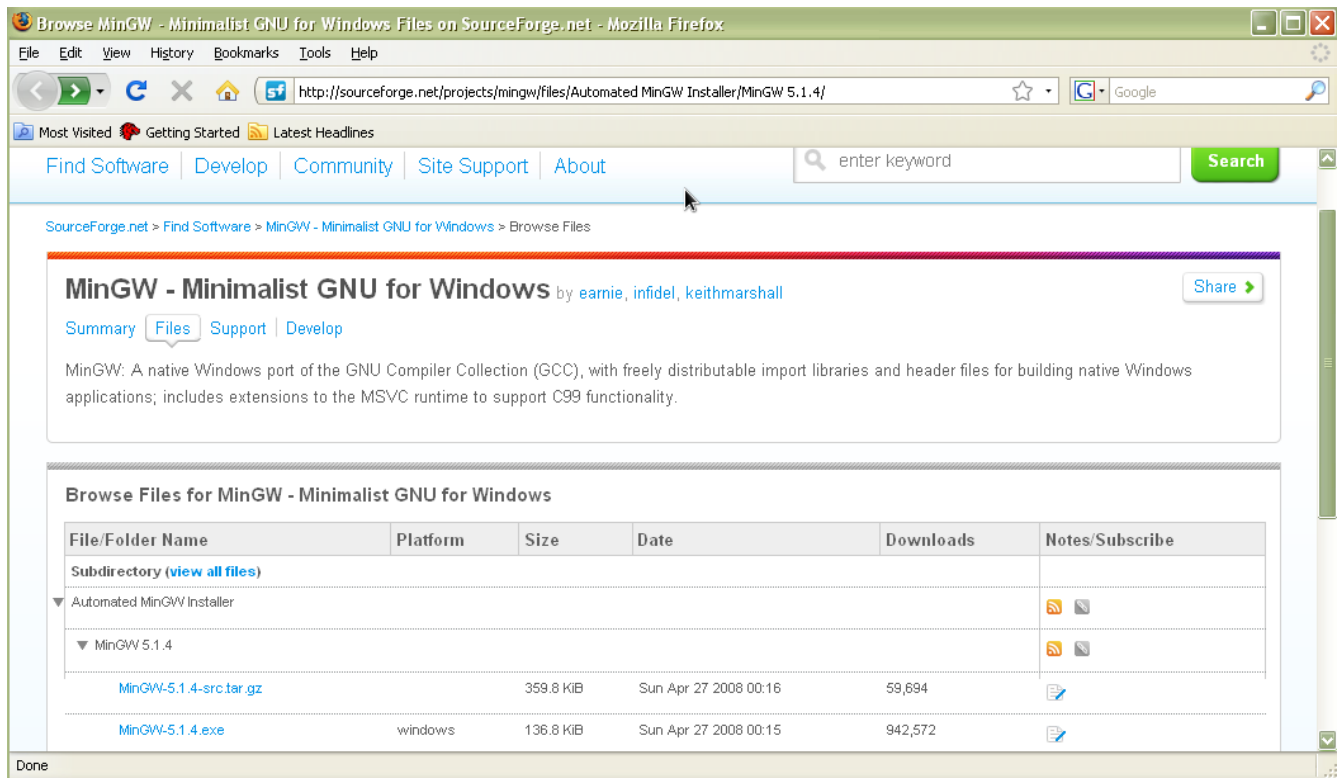 Browse MinGW - Minimalist GNU for Windows Files on SourceForge.net - Mozilla Firefox
File Edit View History Bookmarks Tools Help
sf http://sourceforge.net/projects/mingw/files/Automated MinGW Installer/MinGW 5.1.4/ G Google
Most Visited Getting Started Latest Headlines
Find Software Develop Community Site Support About enter keyword Search
SourceForge.net > Find Software > MinGW - Minimalist GNU for Windows > Browse Files
MinGW - Minimalist GNU for Windows by earnie, infidel, keithmarshall Share
Summary Files Support Develop
MinGW: A native Windows port of the GNU Compiler Collection (GCC), with freely distributable import libraries and header files for building native Windows
applications; includes extensions to the MSVC runtime to support C99 functionality.
Browse Files for MinGW - Minimalist GNU for Windows
File/Folder Name Platform Size Date Downloads Notes/Subscribe
Subdirectory (view all files)
Automated MinGW Installer
MinGW 5.1.4
MinGW-5.1.4-src.tar.gz 359.8 KiB Sun Apr 27 2008 00:16 59,694
MinGW-5.1.4.exe windows 136.8 KiB Sun Apr 27 2008 00:15 942,572
Done